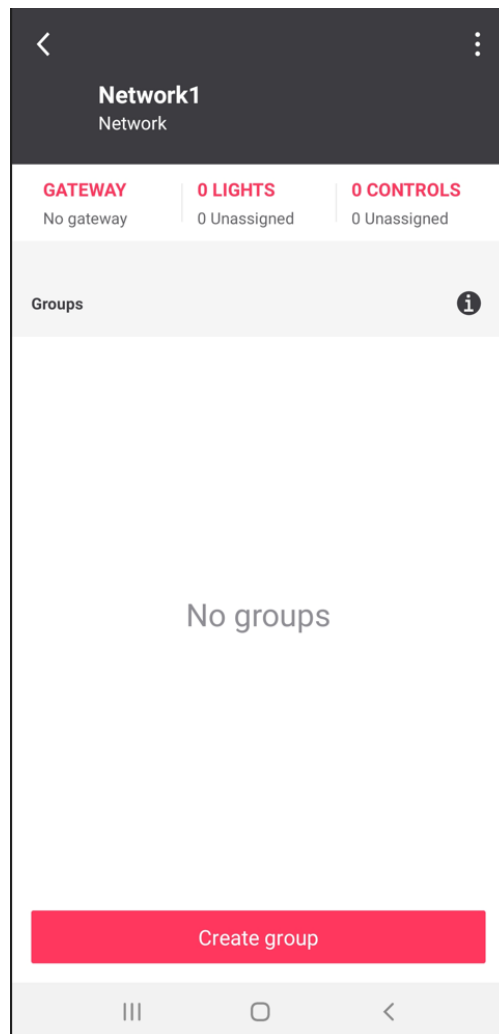 Network1
Network
GATEWAY
No gateway
0 LIGHTS
0 Unassigned
0 CONTROLS
0 Unassigned
Groups
No groups
Create group